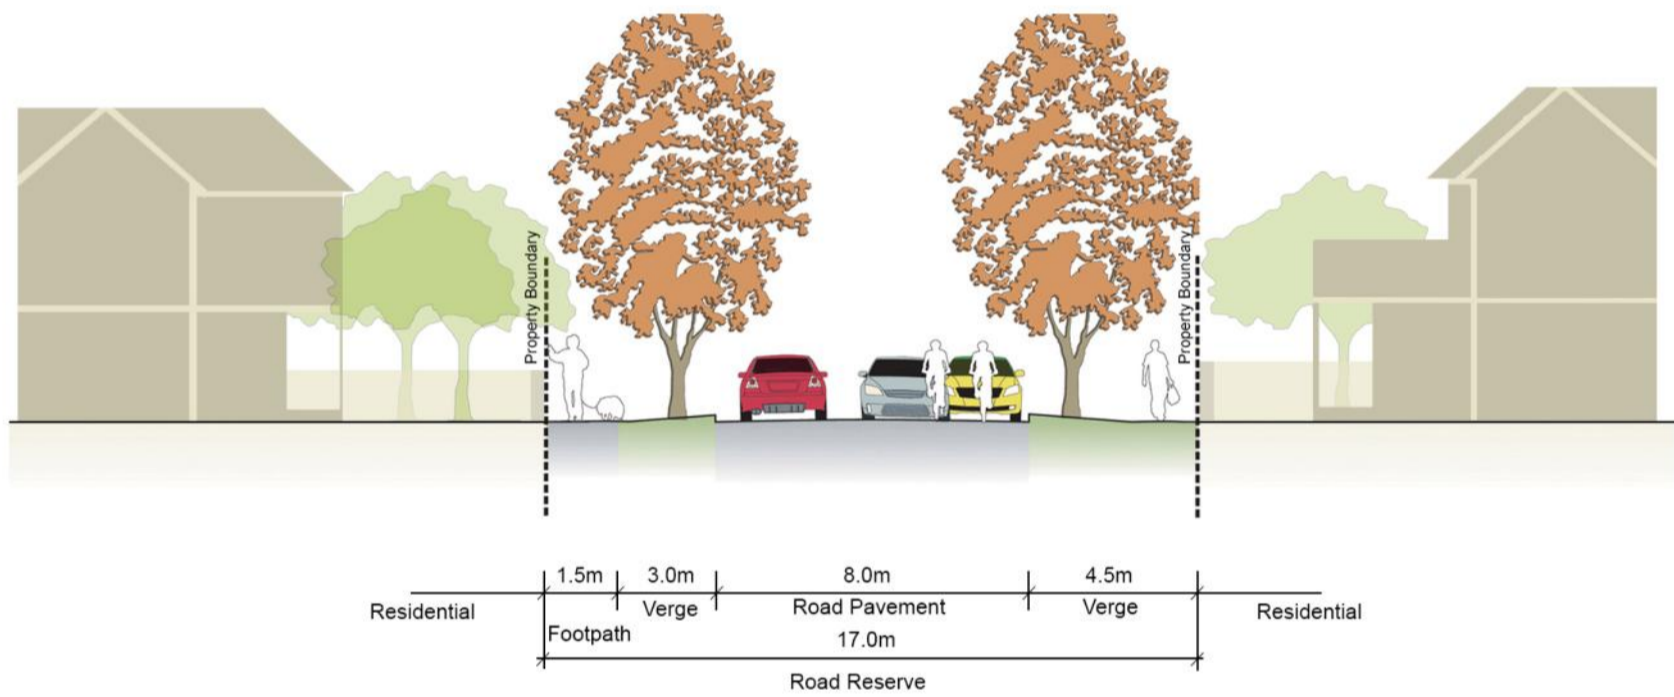 Property Boundary
Property Boundary
1.5m 3.0m 8.0m 4.5m
Residential Verge Road Pavement Verge Residential
Footpath 17.0m
Road Reserve